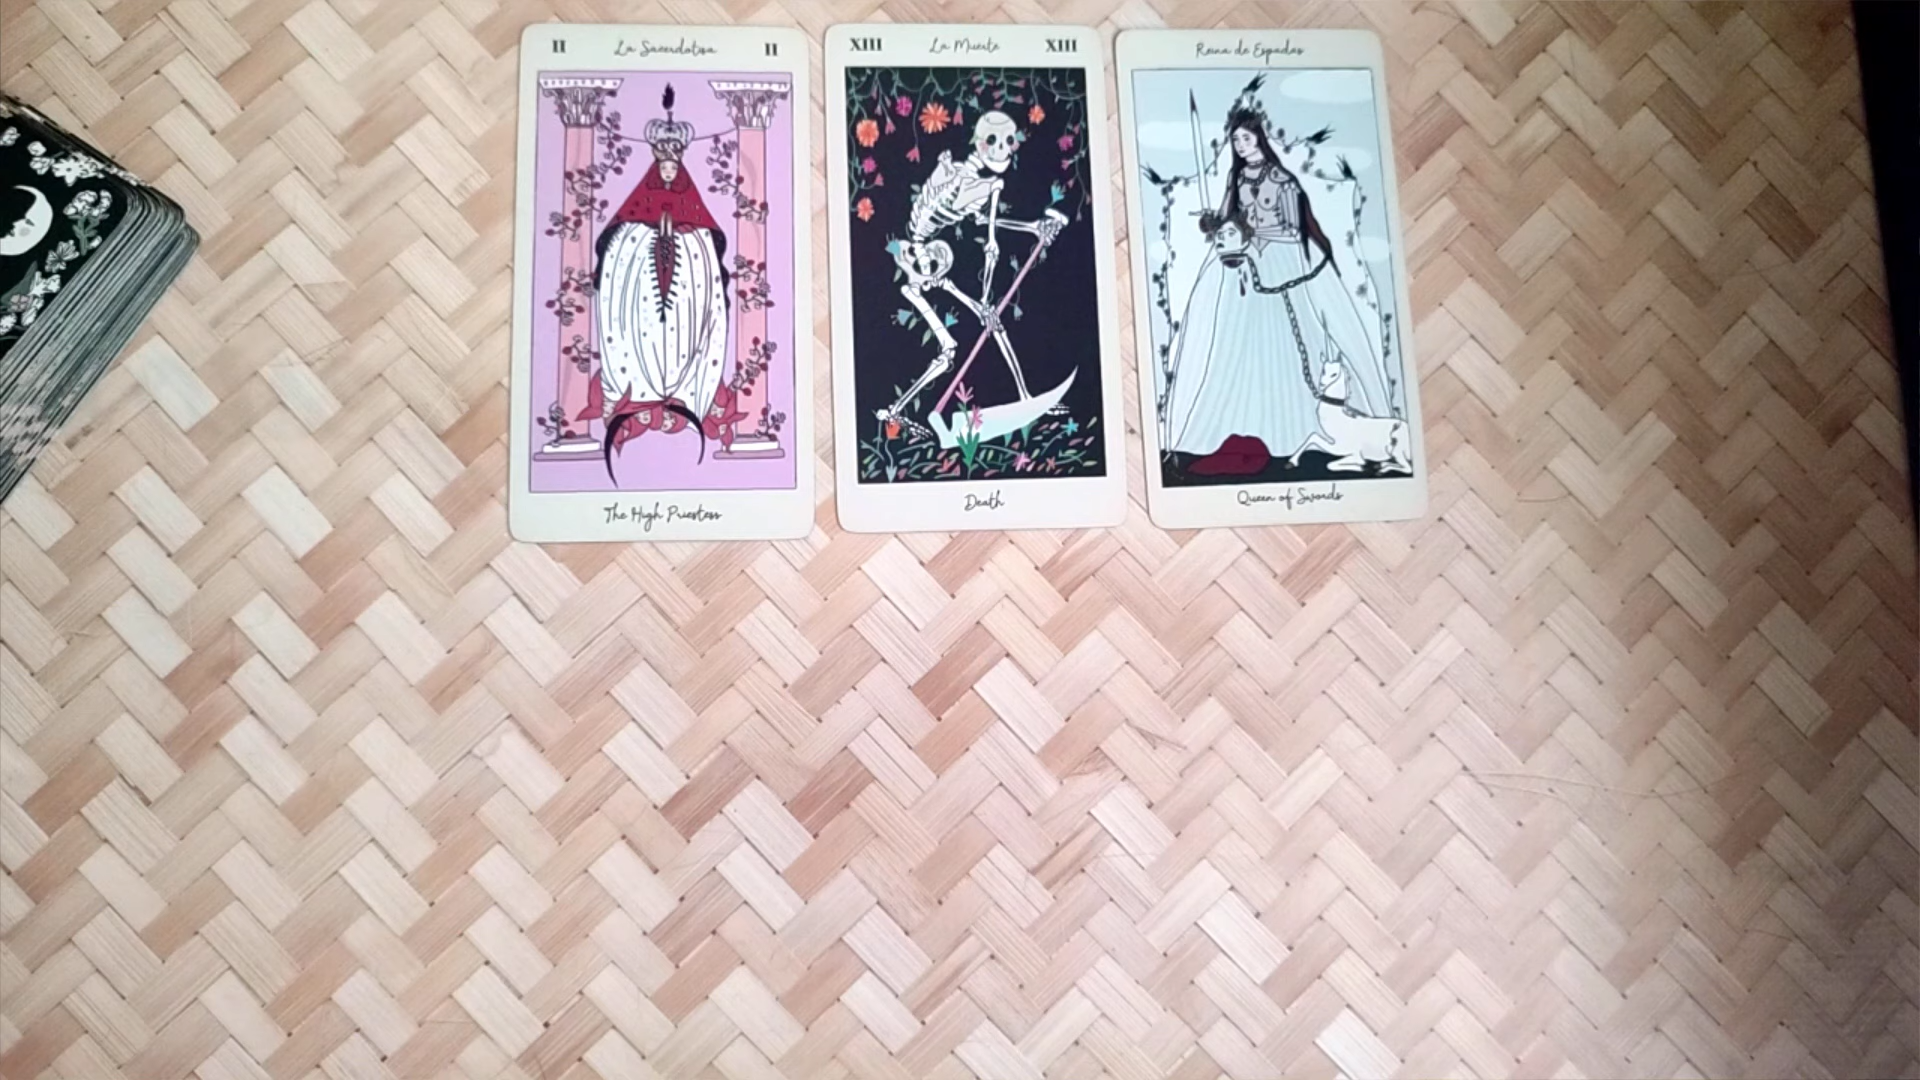 II La Sacerdotisa II
The High Priestess
XIII La Muerte XIII
Death
Reina de Espadas
Queen of Swords